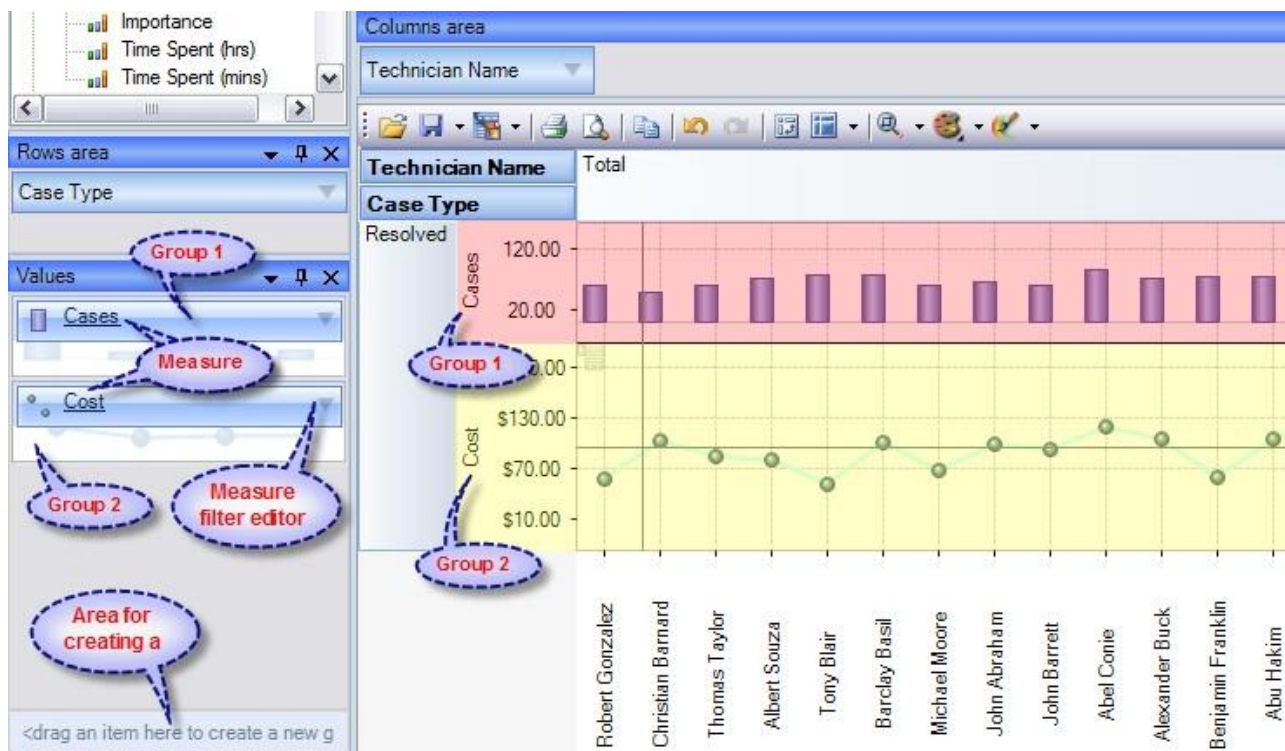 Importance
Time Spent (hrs)
Time Spent (mins)
Rows area
Case Type
Group 1
Values
Cases
Measure
Cost
Group 2
Measure
filter editor
Area for
creating a
<drag an item here to create a new g
Columns area
Technician Name
Technician Name
Total
Case Type
Resolved
Cases
120.00
20.00
Group 1
0.00
Cost
$130.00
$70.00
$10.00
Group 2
Robert Gonzalez
Christian Barnard
Thomas Taylor
Albert Souza
Tony Blair
Barclay Basil
Michael Moore
John Abraham
John Barrett
Abel Conie
Alexander Buck
Benjamin Franklin
Abu Hakim